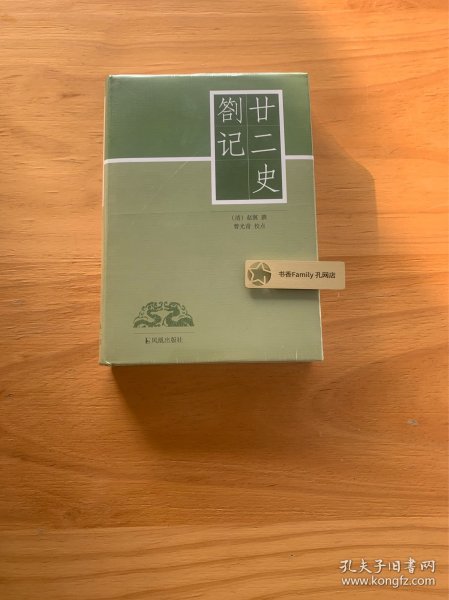 廿二史
劄记
（清）赵翼 撰
曹光甫 校点
凤凰出版社
书香Family 孔网店
孔夫子旧书网
www.kongfz.com